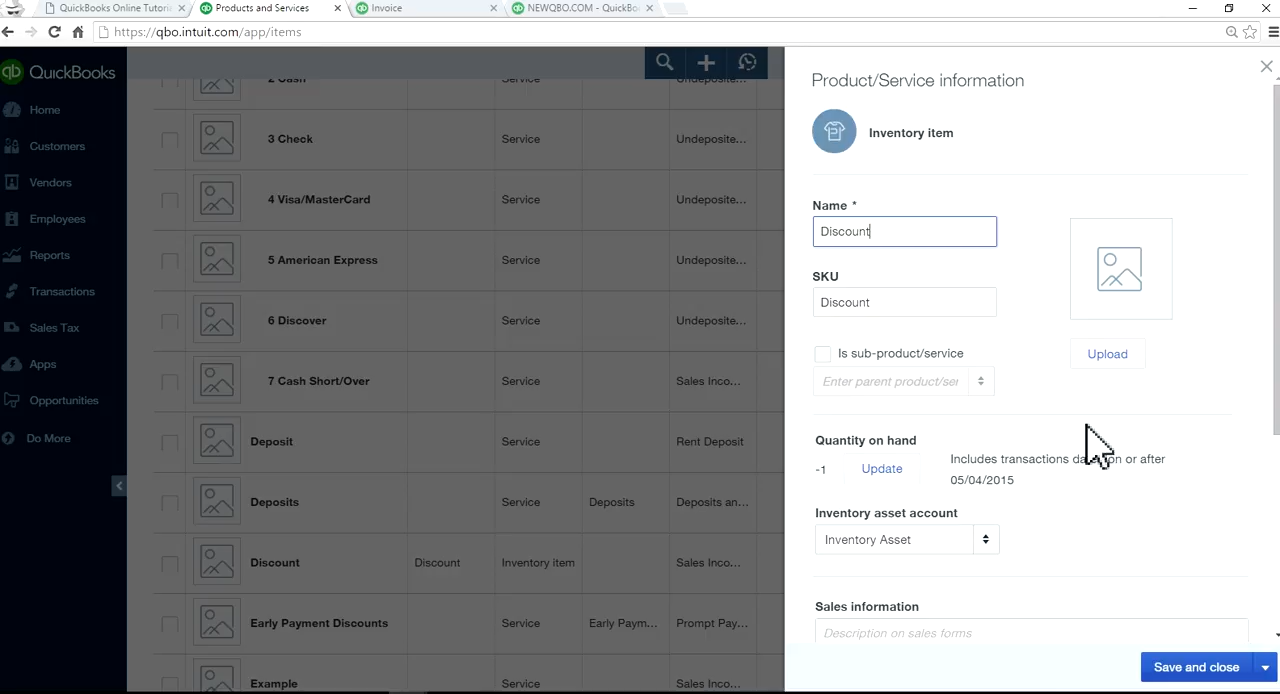 QuickBooks Online Tutori
Products and Services
Invoice
NEWQBO.COM - QuickBo
https://qbo.intuit.com/app/items
qb QuickBooks
Home
Customers
Vendors
Employees
Reports
Transactions
Sales Tax
Apps
Opportunities
Do More
2 Cash Service Undeposite...
3 Check Service Undeposite...
4 Visa/MasterCard Service Undeposite...
5 American Express Service Undeposite...
6 Discover Service Undeposite...
7 Cash Short/Over Service Sales Inco...
Deposit Service Rent Deposit
Deposits Service Deposits Deposits an...
Discount Discount Inventory item Sales Inco...
Early Payment Discounts Service Early Paym... Prompt Pay...
Example Service Sales Inco...
Product/Service information
Inventory item
Name *
Discount
SKU
Discount
Is sub-product/service
Enter parent product/ser
Upload
Quantity on hand
-1 Update
Includes transactions on or after
05/04/2015
Inventory asset account
Inventory Asset
Sales information
Description on sales forms
Save and close